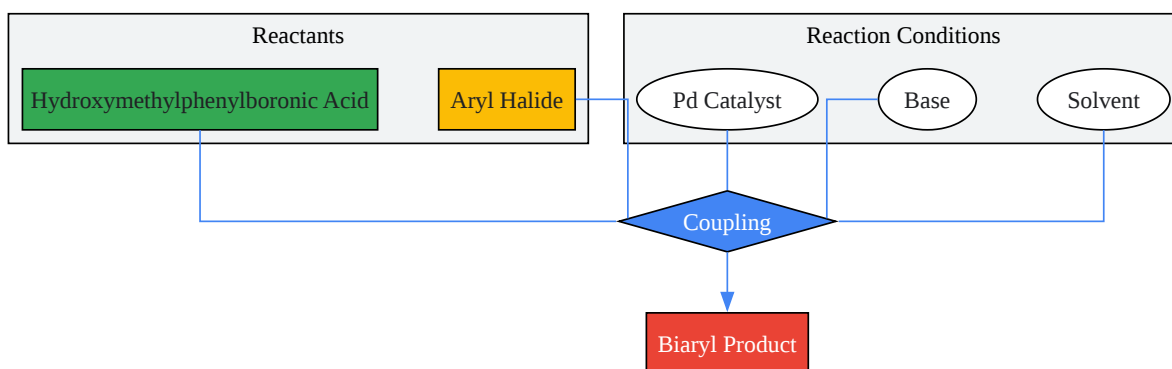 Reactants
Reaction Conditions
Hydroxymethylphenylboronic Acid
Aryl Halide
Pd Catalyst
Base
Solvent
Coupling
Biaryl Product